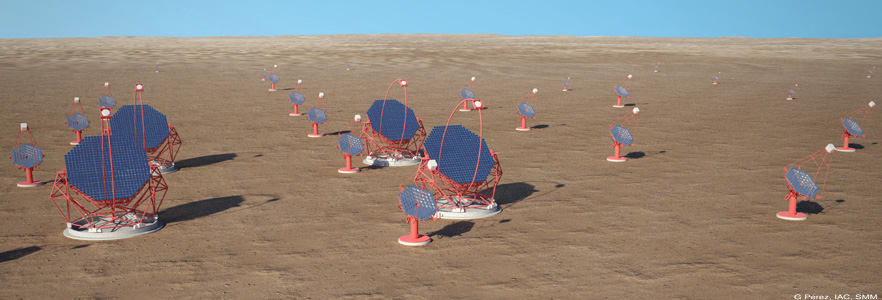 G Pérez, IAC, SMM